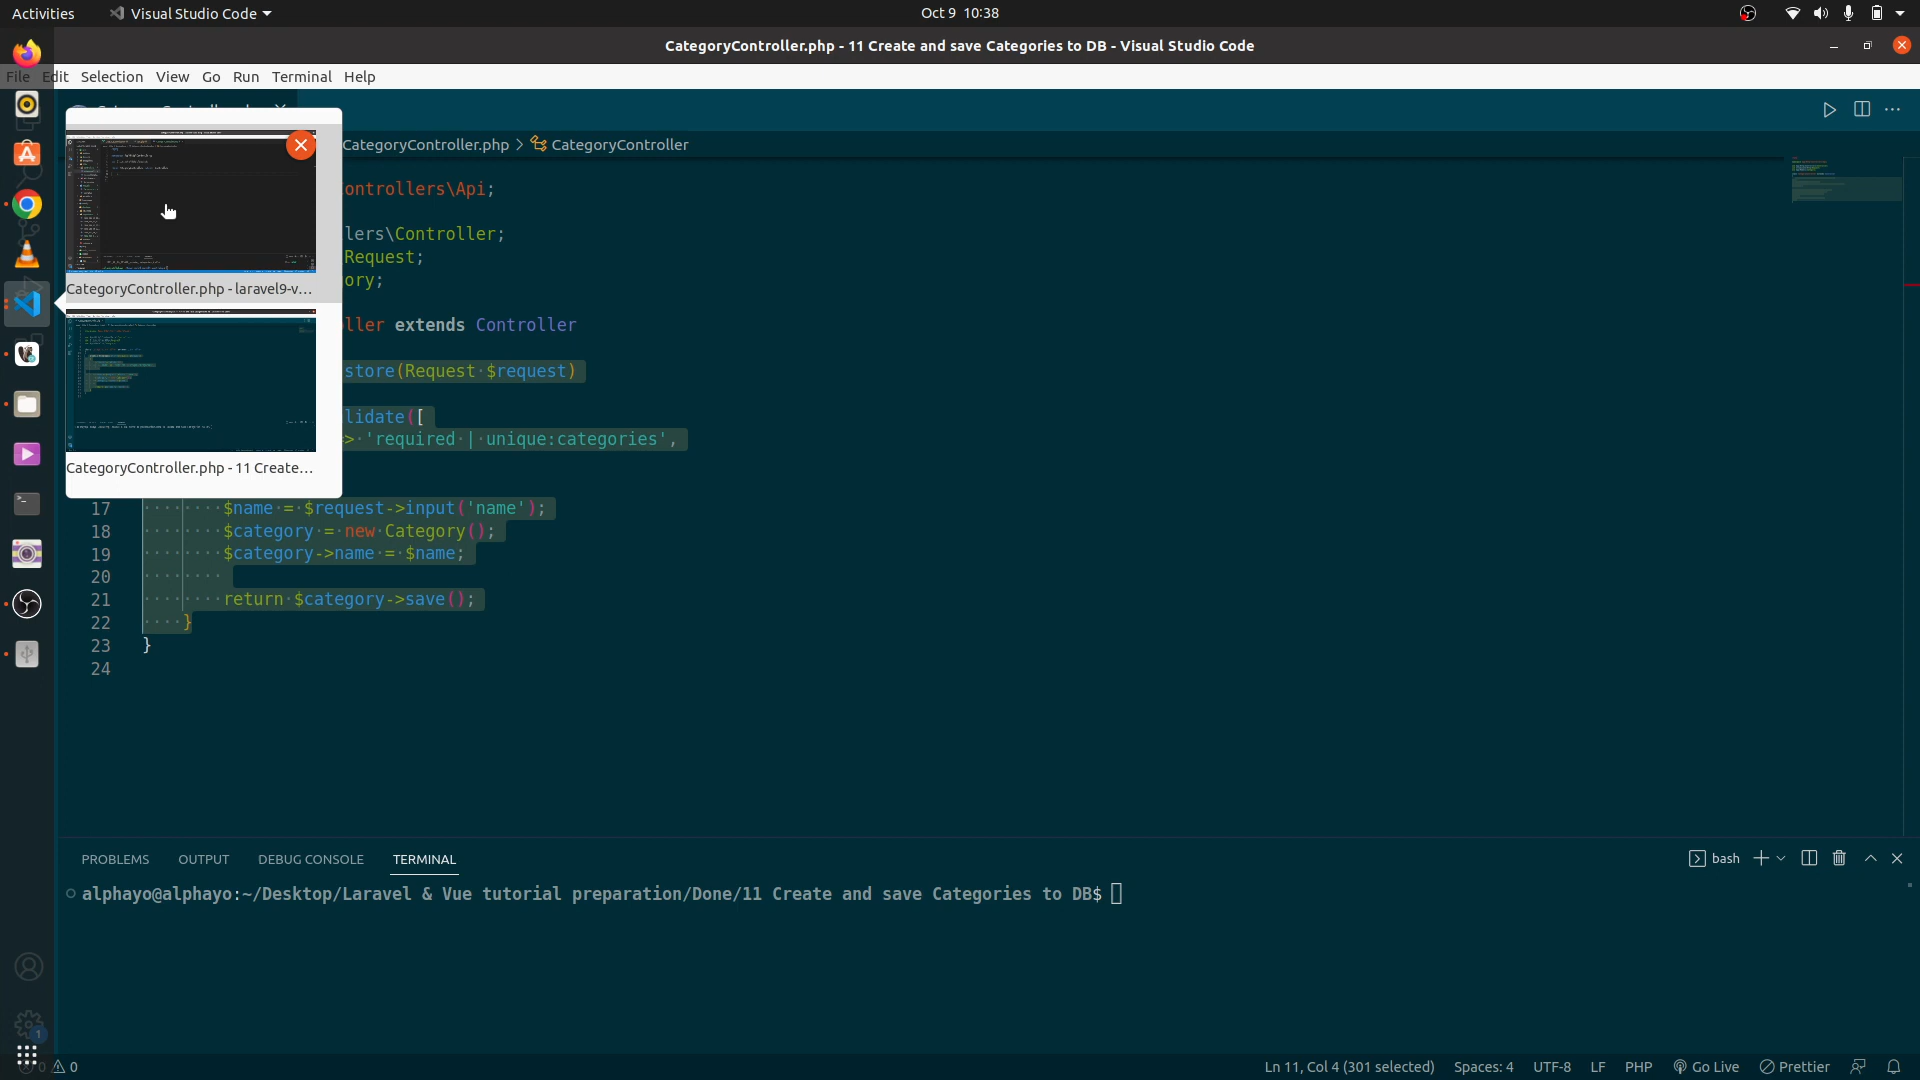 Activities
Visual Studio Code
Oct 9 10:38
CategoryController.php - 11 Create and save Categories to DB - Visual Studio Code
File Edit Selection View Go Run Terminal Help
CategoryController.php > CategoryController
ontrollers\Api;
lers\Controller;
Request;
ory;
CategoryController.php - laravel9-v...
ller extends Controller
store(Request $request)
lidate([
> 'required | unique:categories',
CategoryController.php - 11 Create...
17 $name = $request->input('name');
18 $category = new Category();
19 $category->name = $name;
20
21 return $category->save();
22 }
23 }
24
PROBLEMS OUTPUT DEBUG CONSOLE TERMINAL
bash
alphayo@alphayo:~/Desktop/Laravel & Vue tutorial preparation/Done/11 Create and save Categories to DB$
1
0 0
Ln 11, Col 4 (301 selected) Spaces: 4 UTF-8 LF PHP Go Live Prettier